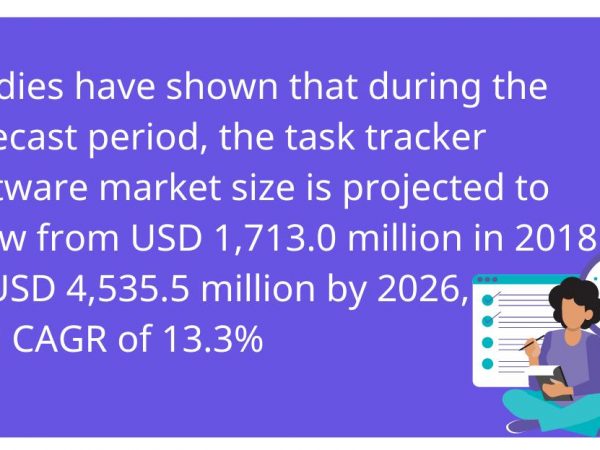 dies have shown that during the
ecast period, the task tracker
tware market size is projected to
w from USD 1,713.0 million in 2018
USD 4,535.5 million by 2026,
CAGR of 13.3%